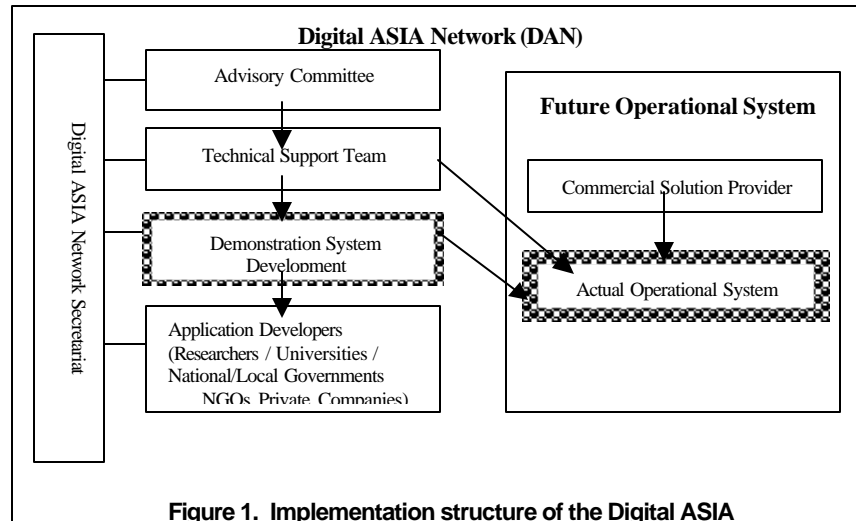 Digital ASIA Network (DAN)
Digital ASIA Network Secretariat
Advisory Committee
Technical Support Team
Demonstration System
Development
Application Developers
(Researchers / Universities /
National/Local Governments
NGOs Private Companies)
Future Operational System
Commercial Solution Provider
Actual Operational System
Figure 1. Implementation structure of the Digital ASIA